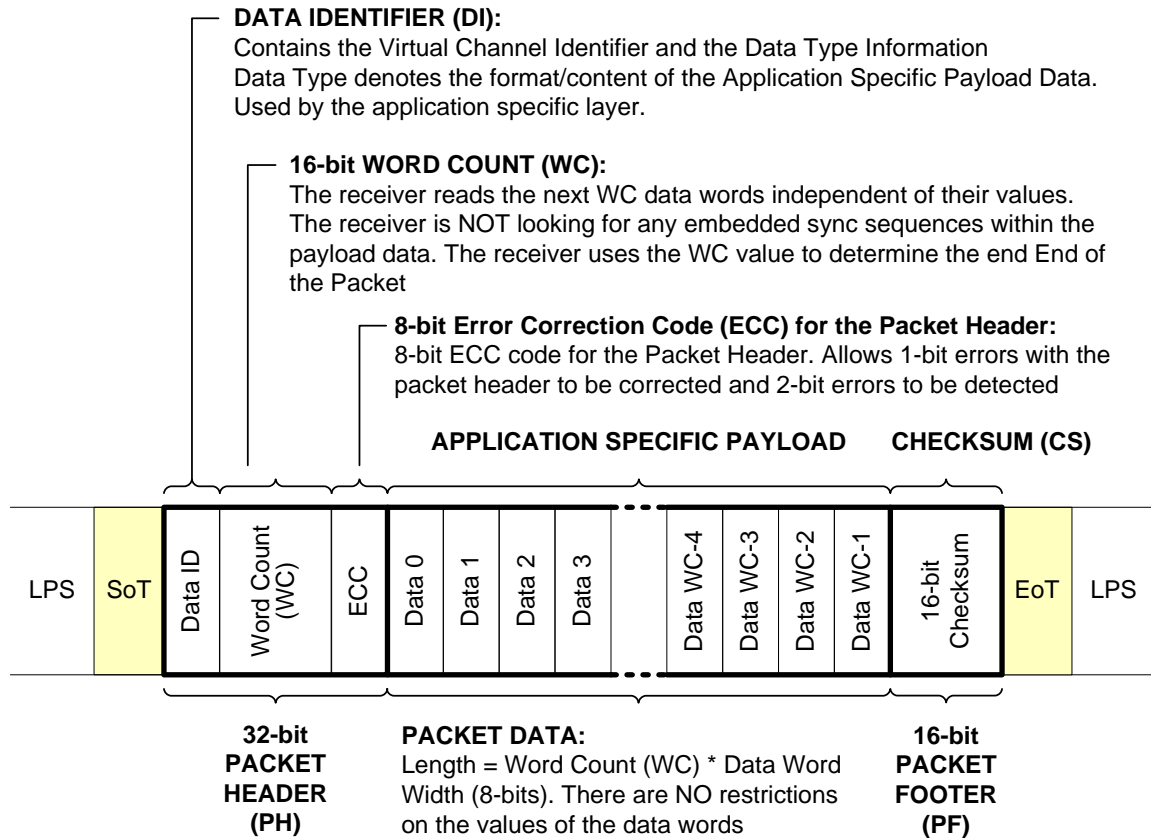 DATA IDENTIFIER (DI):
Contains the Virtual Channel Identifier and the Data Type Information
Data Type denotes the format/content of the Application Specific Payload Data.
Used by the application specific layer.
16-bit WORD COUNT (WC):
The receiver reads the next WC data words independent of their values.
The receiver is NOT looking for any embedded sync sequences within the
payload data. The receiver uses the WC value to determine the end End of
the Packet
8-bit Error Correction Code (ECC) for the Packet Header:
8-bit ECC code for the Packet Header. Allows 1-bit errors with the
packet header to be corrected and 2-bit errors to be detected
APPLICATION SPECIFIC PAYLOAD
CHECKSUM (CS)
LPS
SoT
Data ID
Word Count
(WC)
ECC
Data 0
Data 1
Data 2
Data 3
Data WC-4
Data WC-3
Data WC-2
Data WC-1
16-bit
Checksum
EoT
LPS
32-bit
PACKET
HEADER
(PH)
PACKET DATA:
Length = Word Count (WC) * Data Word
Width (8-bits). There are NO restrictions
on the values of the data words
16-bit
PACKET
FOOTER
(PF)